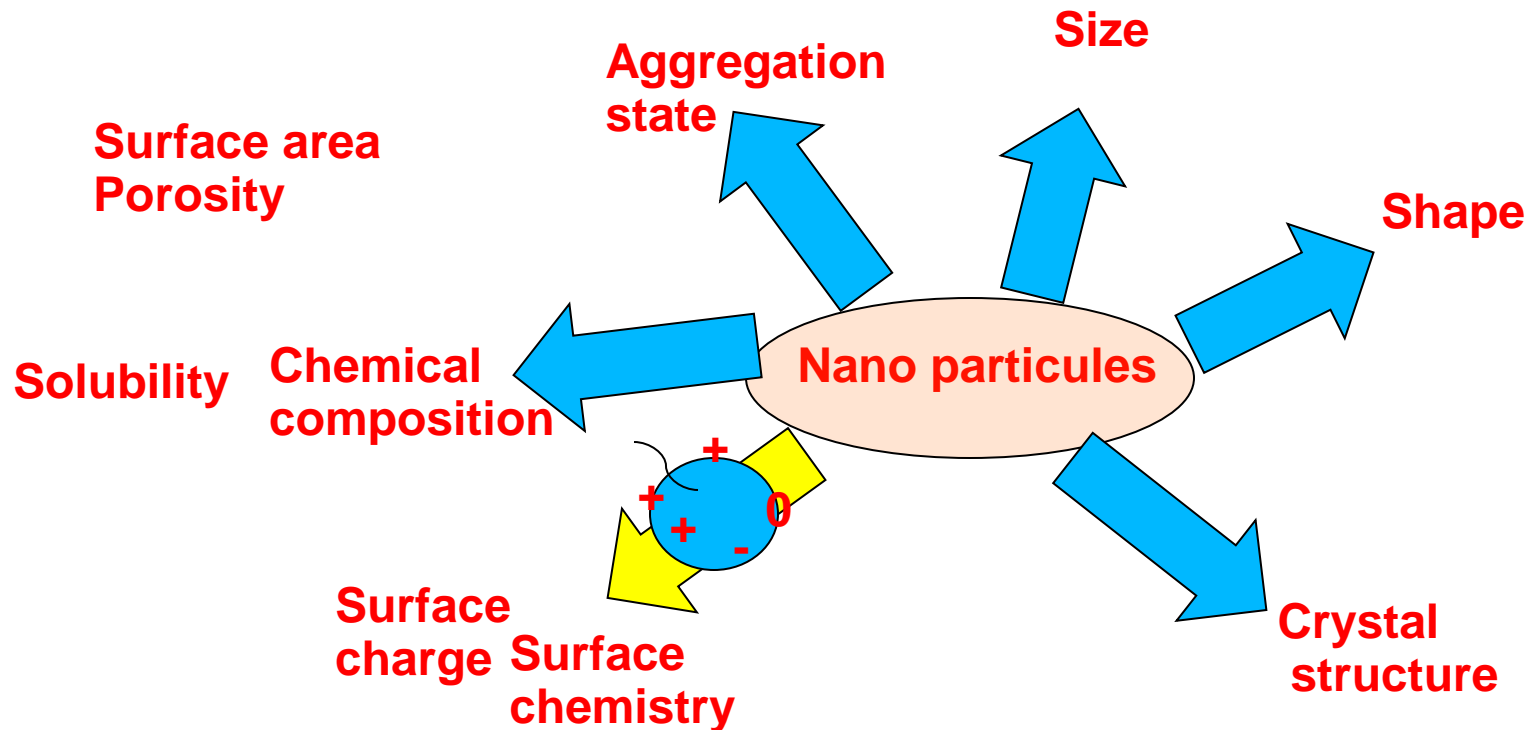 Size
Aggregation
state
Surface area
Porosity
Shape
Nano particules
Chemical
composition
Solubility
+
+
0
+
-
Surface
charge
Surface
chemistry
Crystal
structure